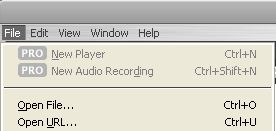 File Edit View Window Help
PRO New Player Ctrl+N
PRO New Audio Recording Ctrl+Shift+N
Open File... Ctrl+O
Open URL... Ctrl+U